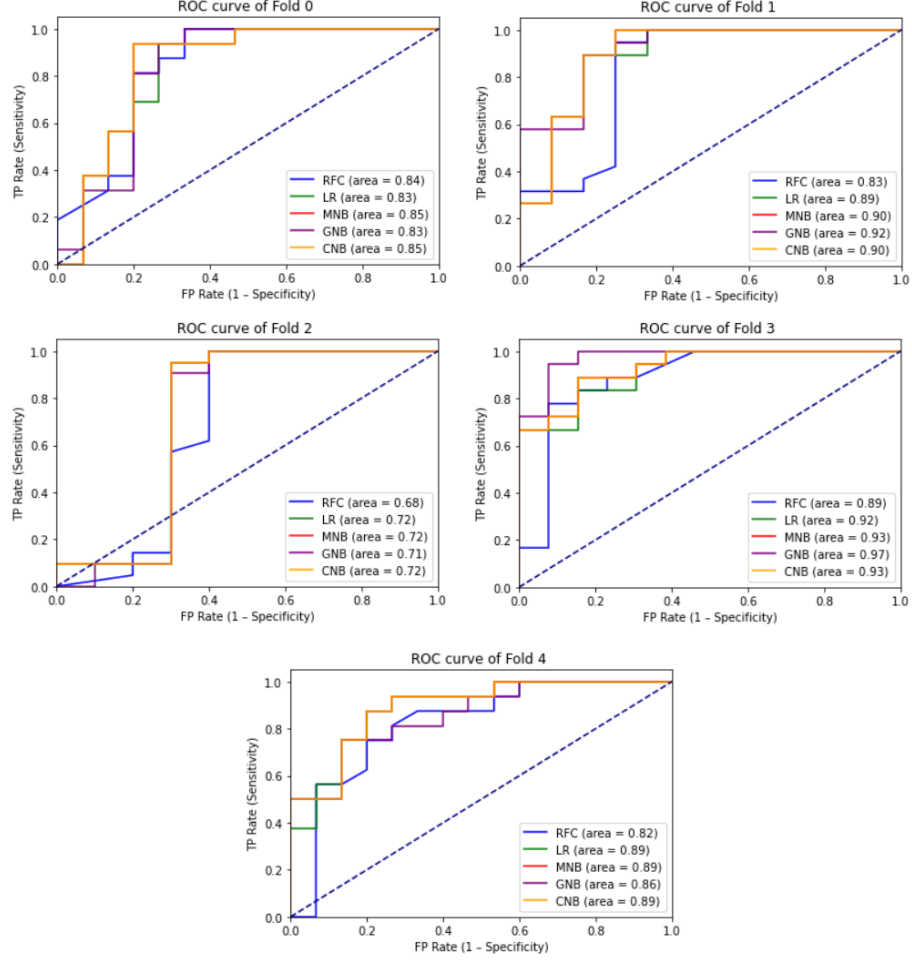 ROC curve of Fold 0
1.0
0.8
0.6
0.4
0.2
0.0
TP Rate (Sensitivity)
RFC (area = 0.84)
LR (area = 0.83)
MNB (area = 0.85)
GNB (area = 0.83)
CNB (area = 0.85)
0.0 0.2 0.4 0.6 0.8 1.0
FP Rate (1 – Specificity)
ROC curve of Fold 1
1.0
0.8
0.6
0.4
0.2
0.0
TP Rate (Sensitivity)
RFC (area = 0.83)
LR (area = 0.89)
MNB (area = 0.90)
GNB (area = 0.92)
CNB (area = 0.90)
0.0 0.2 0.4 0.6 0.8 1.0
FP Rate (1 – Specificity)
ROC curve of Fold 2
1.0
0.8
0.6
0.4
0.2
0.0
TP Rate (Sensitivity)
RFC (area = 0.68)
LR (area = 0.72)
MNB (area = 0.72)
GNB (area = 0.71)
CNB (area = 0.72)
0.0 0.2 0.4 0.6 0.8 1.0
FP Rate (1 – Specificity)
ROC curve of Fold 3
1.0
0.8
0.6
0.4
0.2
0.0
TP Rate (Sensitivity)
RFC (area = 0.89)
LR (area = 0.92)
MNB (area = 0.93)
GNB (area = 0.97)
CNB (area = 0.93)
0.0 0.2 0.4 0.6 0.8 1.0
FP Rate (1 – Specificity)
ROC curve of Fold 4
1.0
0.8
0.6
0.4
0.2
0.0
TP Rate (Sensitivity)
RFC (area = 0.82)
LR (area = 0.89)
MNB (area = 0.89)
GNB (area = 0.86)
CNB (area = 0.89)
0.0 0.2 0.4 0.6 0.8 1.0
FP Rate (1 – Specificity)